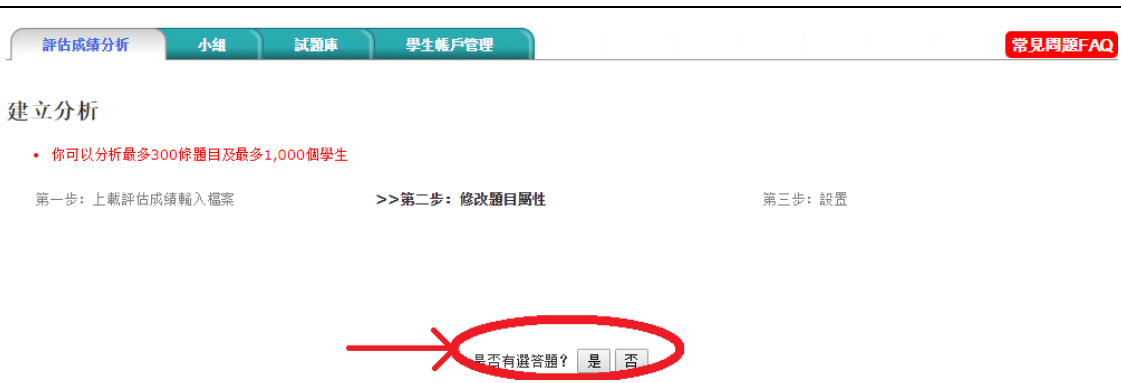 評估成績分析 小組 試題庫 學生帳戶管理 常見問題FAQ
建立分析
• 你可以分析最多300條題目及最多1,000個學生
第一步: 上載評估成績輸入檔案 >>第二步: 修改題目屬性 第三步: 設置
是否有選答題? 是 否